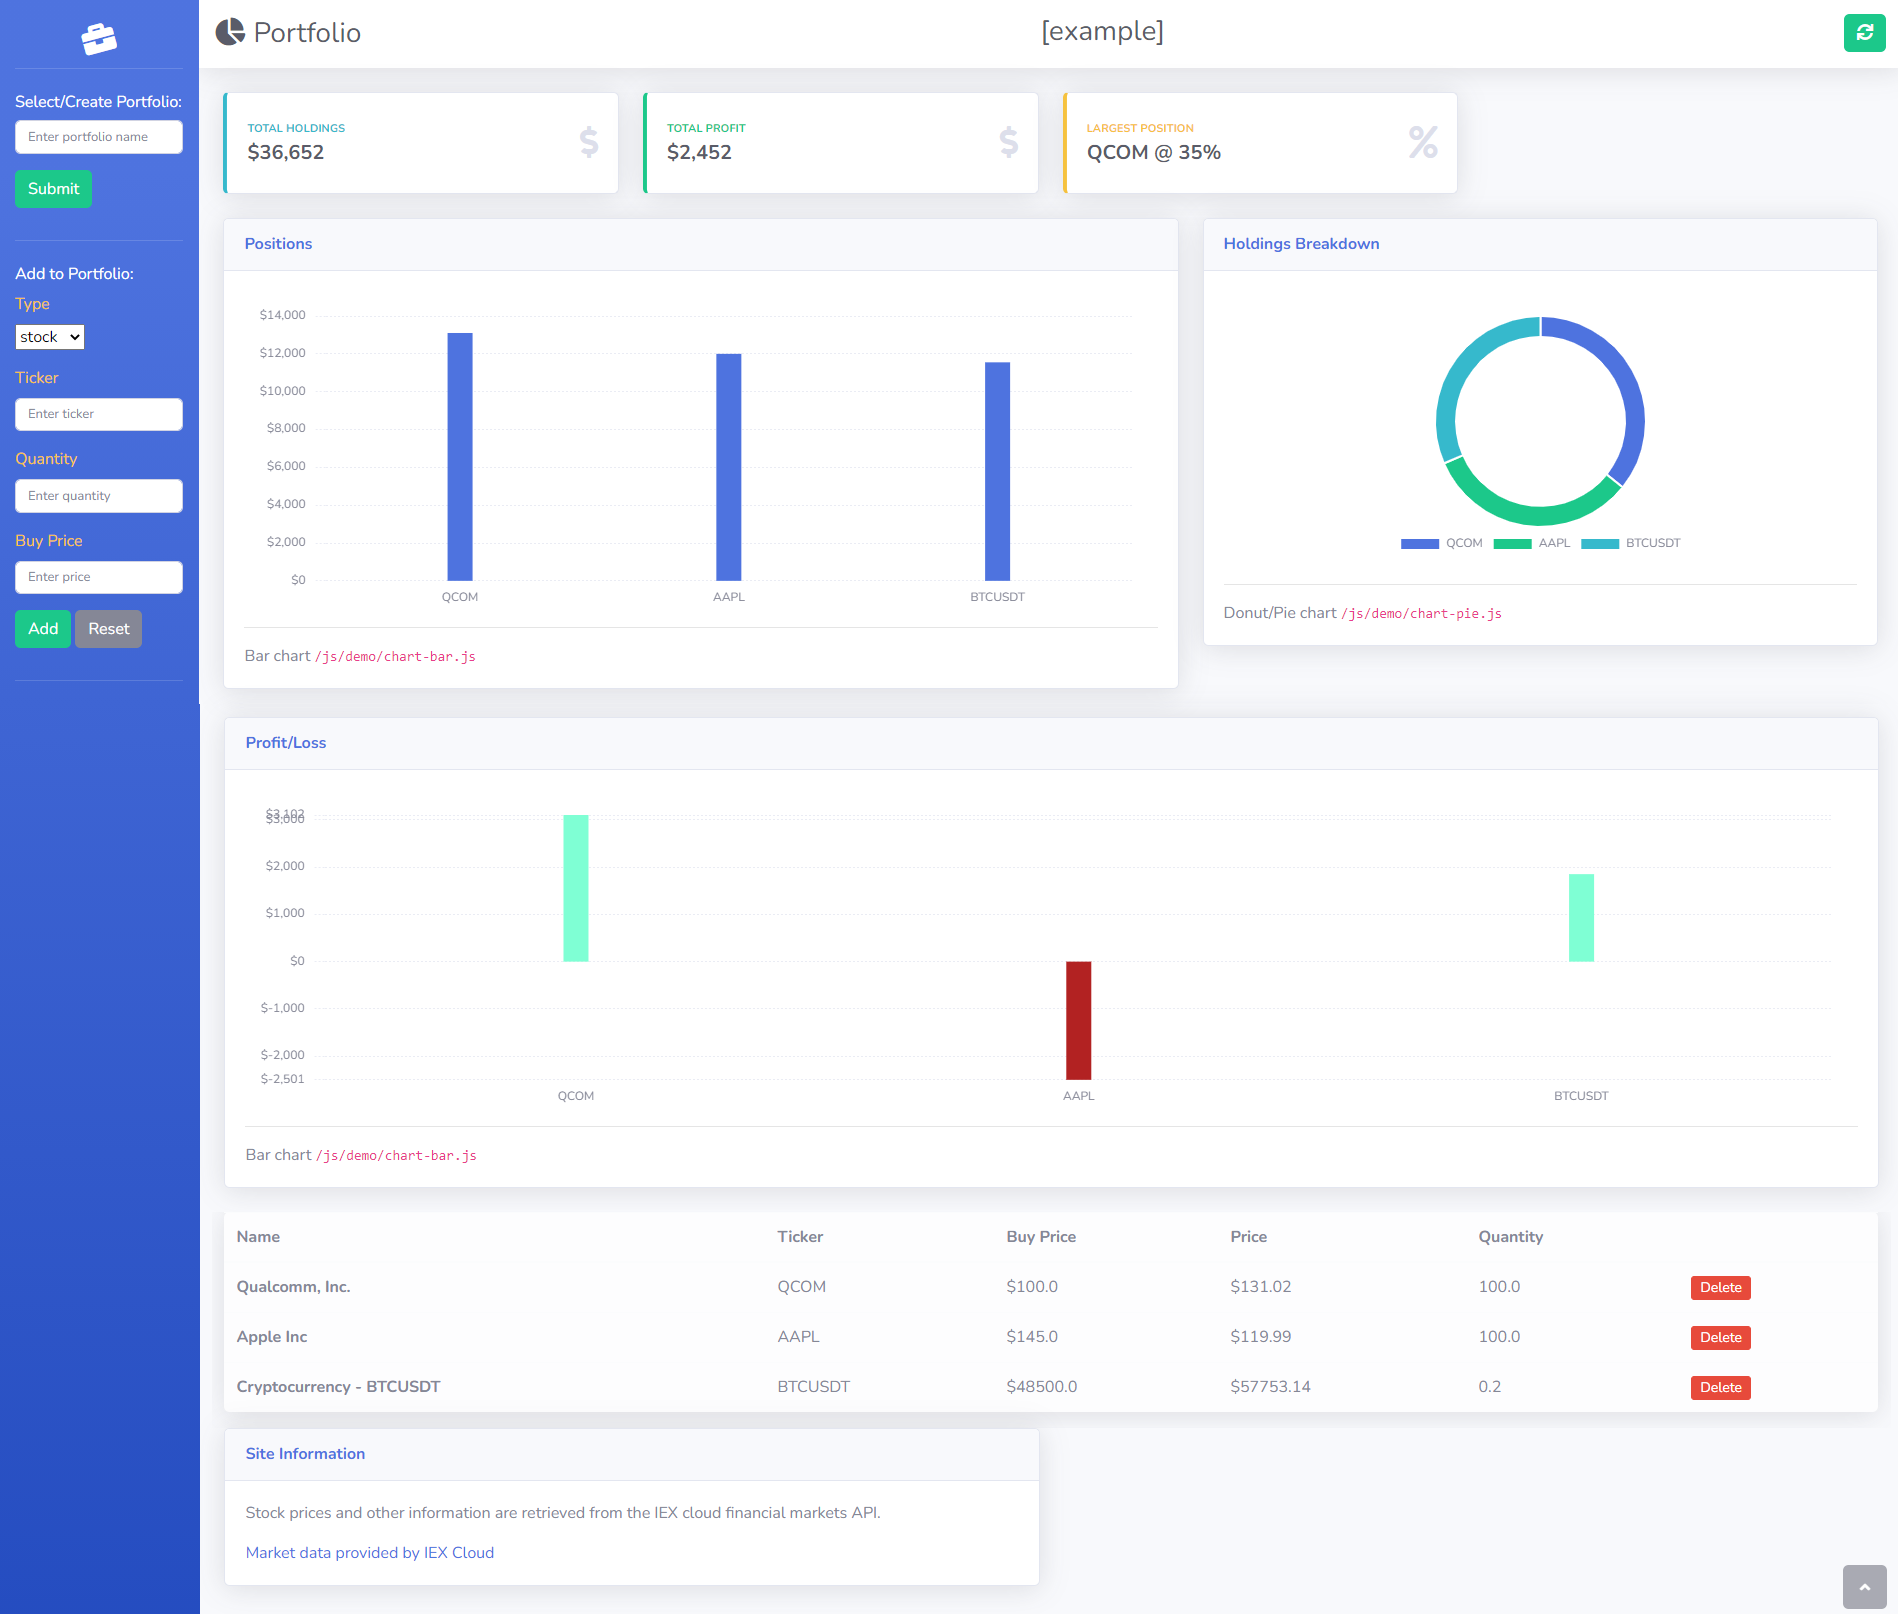 Portfolio
[example]
Select/Create Portfolio:
Enter portfolio name
Submit
Add to Portfolio:
Type
stock
Ticker
Enter ticker
Quantity
Enter quantity
Buy Price
Enter price
Add Reset
TOTAL HOLDINGS
$36,652
TOTAL PROFIT
$2,452
LARGEST POSITION
QCOM @ 35%
Positions
$14,000
$12,000
$10,000
$8,000
$6,000
$4,000
$2,000
$0
QCOM AAPL BTCUSDT
Bar chart /js/demo/chart-bar.js
Holdings Breakdown
QCOM AAPL BTCUSDT
Donut/Pie chart /js/demo/chart-pie.js
Profit/Loss
$3,102
$3,000
$2,000
$1,000
$0
$-1,000
$-2,000
$-2,501
QCOM AAPL BTCUSDT
Bar chart /js/demo/chart-bar.js
Name Ticker Buy Price Price Quantity
Qualcomm, Inc. QCOM $100.0 $131.02 100.0 Delete
Apple Inc AAPL $145.0 $119.99 100.0 Delete
Cryptocurrency - BTCUSDT BTCUSDT $48500.0 $57753.14 0.2 Delete
Site Information
Stock prices and other information are retrieved from the IEX cloud financial markets API.
Market data provided by IEX Cloud